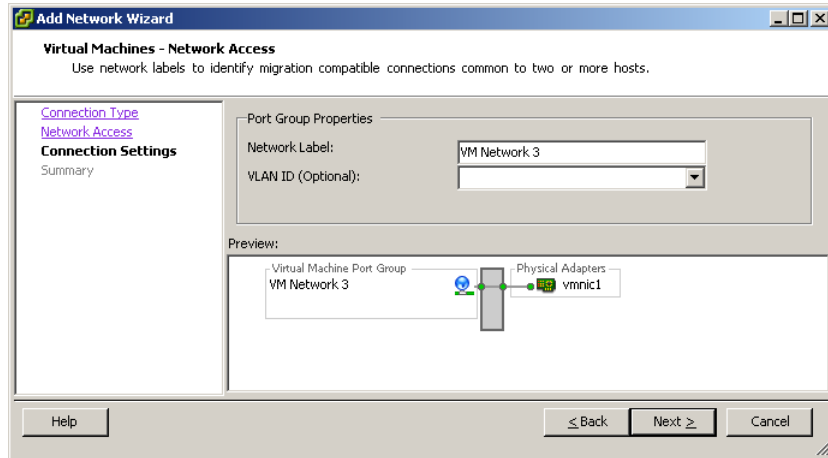 Add Network Wizard
Virtual Machines - Network Access
Use network labels to identify migration compatible connections common to two or more hosts.
Connection Type
Network Access
Connection Settings
Summary
Port Group Properties
Network Label:
VM Network 3
VLAN ID (Optional):
Preview:
Virtual Machine Port Group
VM Network 3
Physical Adapters
vmnic1
Help
< Back
Next >
Cancel